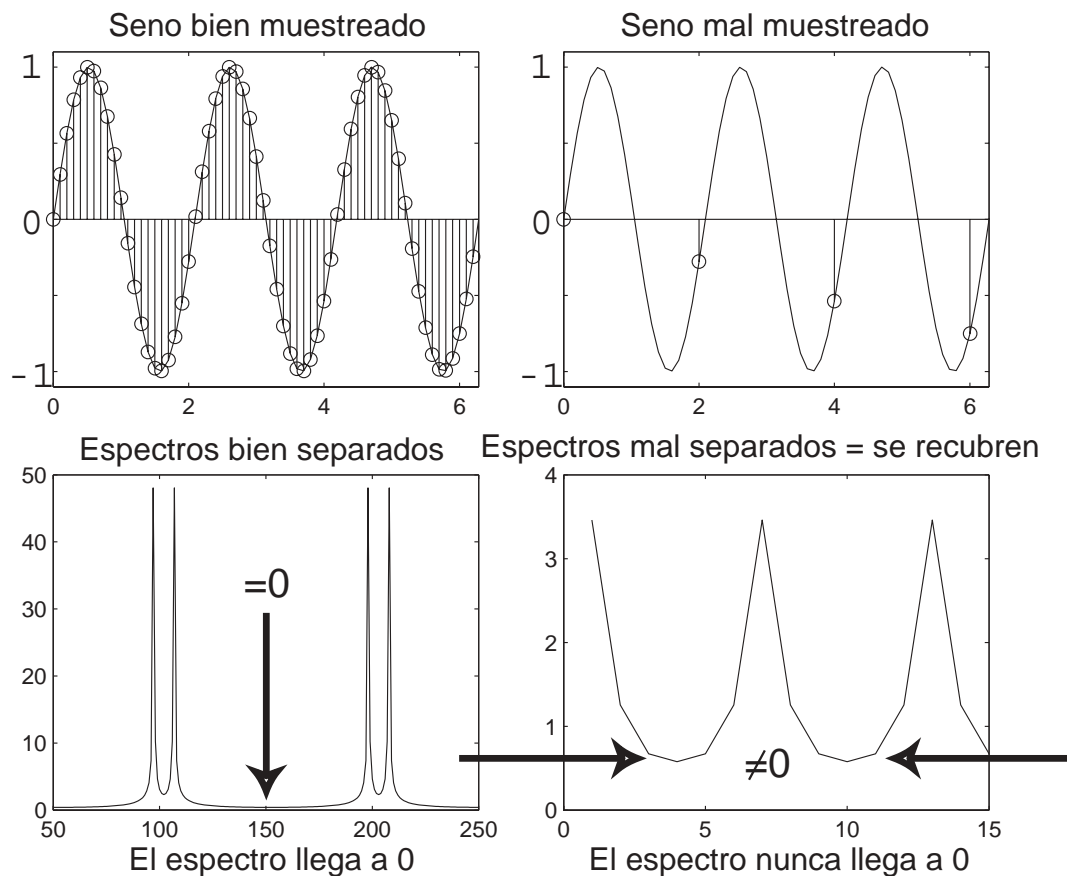 Seno bien muestreado
1
0
-1
0 2 4 6
Seno mal muestreado
1
0
-1
0 2 4 6
Espectros bien separados
50
40
30
20
10
0
=0
50 100 150 200 250
El espectro llega a 0
Espectros mal separados = se recubren
4
3
2
1
0
≠0
0 5 10 15
El espectro nunca llega a 0